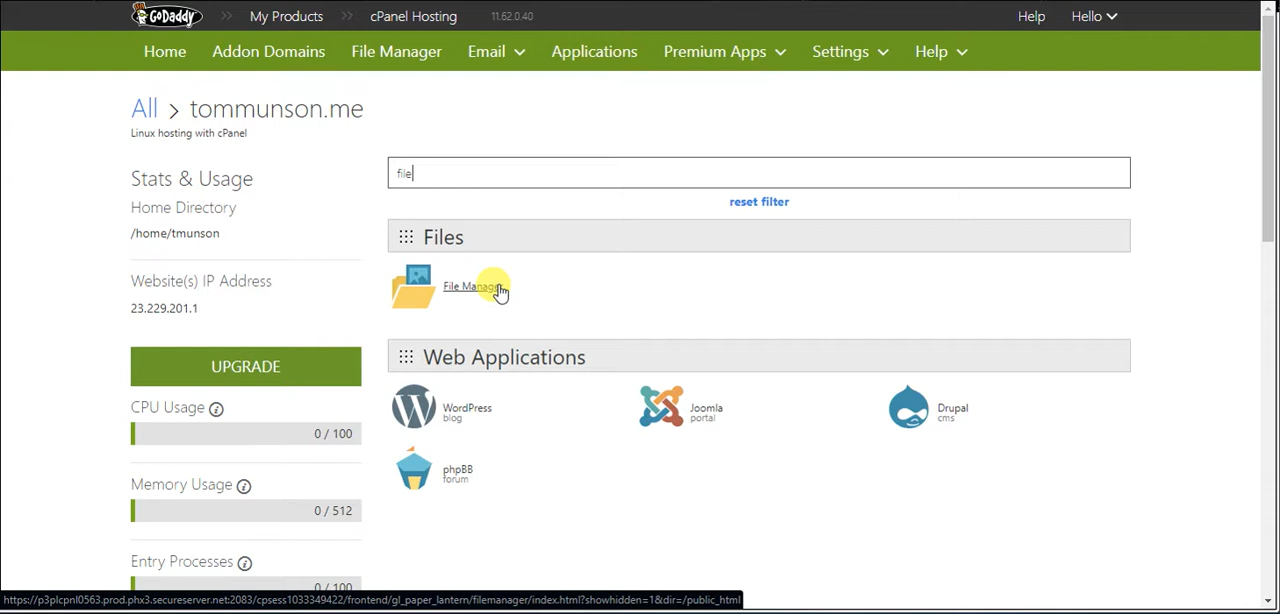 GoDaddy >> My Products >> cPanel Hosting 11.62.0.40 Help Hello
Home Addon Domains File Manager Email Applications Premium Apps Settings Help
All > tommunson.me
Linux hosting with cPanel
file
reset filter
Stats & Usage
Home Directory
/home/tmunson
Website(s) IP Address
23.229.201.1
UPGRADE
CPU Usage
0 / 100
Memory Usage
0 / 512
Entry Processes
0 / 100
Files
File Manager
Web Applications
WordPress
blog
Joomla
portal
Drupal
cms
phpBB
forum
https://p3plcpnl0563.prod.phx3.secureserver.net:2083/cpsess1033349422/frontend/gl_paper_lantern/filemanager/index.html?showhidden=1&dir=/public_html